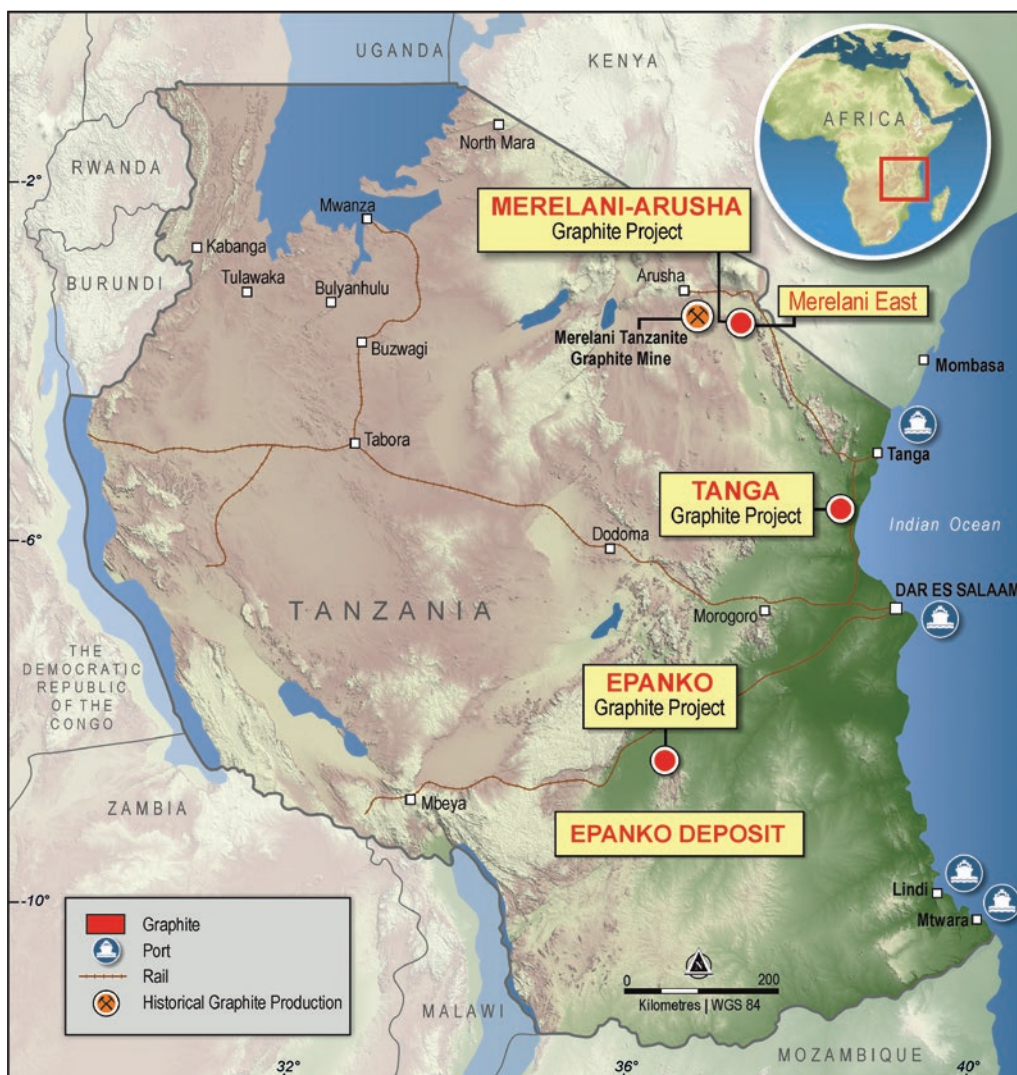 UGANDA
KENYA
AFRICA
North Mara
RWANDA
-2°
MERELANI-ARUSHA
Graphite Project
Mwanza
Kabanga
BURUNDI
Tulawaka
Bulyanhulu
Arusha
Merelani East
Merelani Tanzanite
Graphite Mine
Buzwagi
Mombasa
Tabora
Tanga
TANGA
Graphite Project
Indian Ocean
-6°
Dodoma
DAR ES SALAAM
TANZANIA
Morogoro
THE
DEMOCRATIC
REPUBLIC
OF THE
CONGO
EPANKO
Graphite Project
ZAMBIA
Mbeya
EPANKO DEPOSIT
-10°
Lindi
Mtwara
Graphite
Port
Rail
Historical Graphite Production
0 200
Kilometres | WGS 84
MALAWI
MOZAMBIQUE
32° 36° 40°